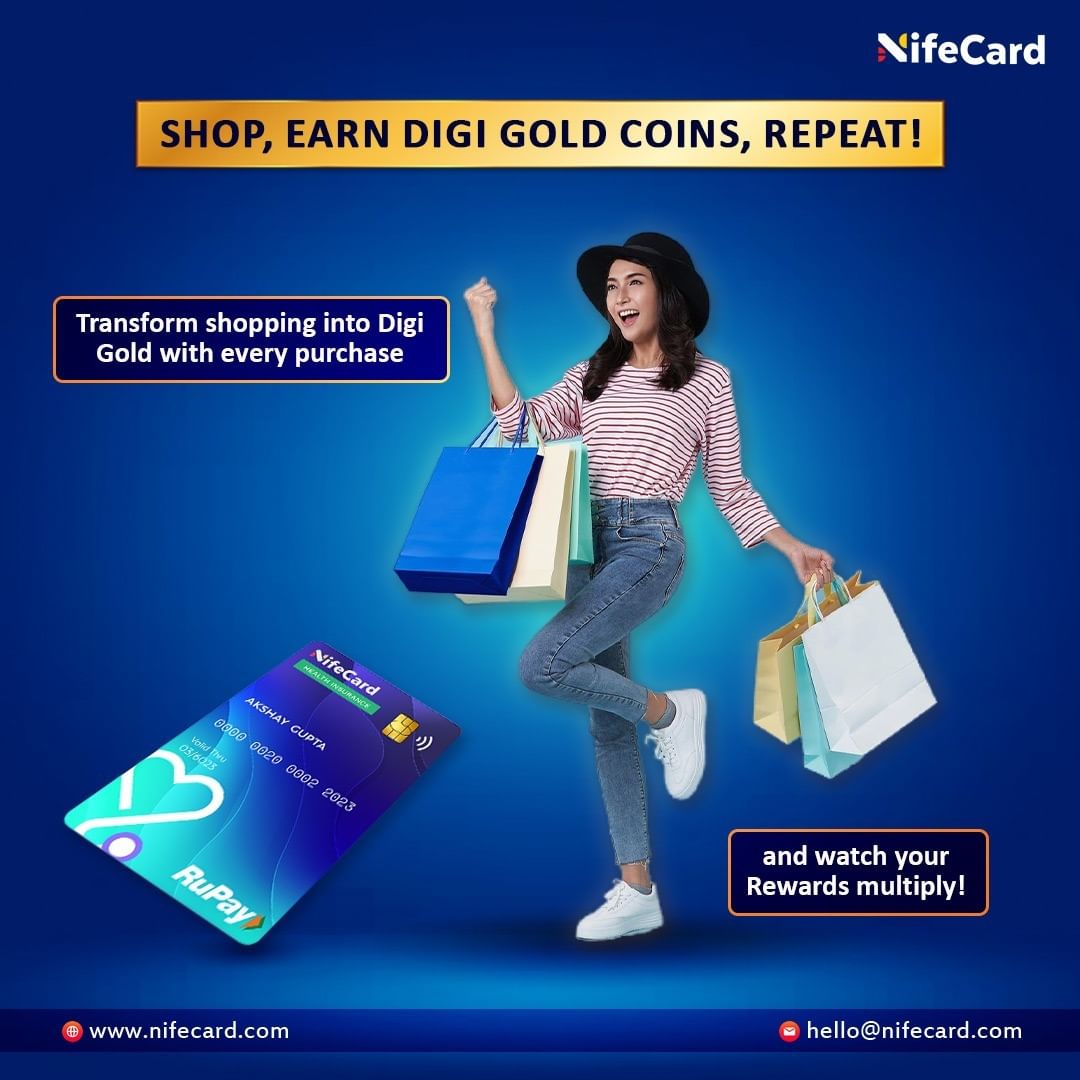 NifeCard
SHOP, EARN DIGI GOLD COINS, REPEAT!
Transform shopping into Digi
Gold with every purchase
NifeCard
HEALTH INSURANCE
AKSHAY GUPTA
0000 0020 0002 2023
Valid Thru
03/6023
RuPay
and watch your
Rewards multiply!
www.nifecard.com
hello@nifecard.com